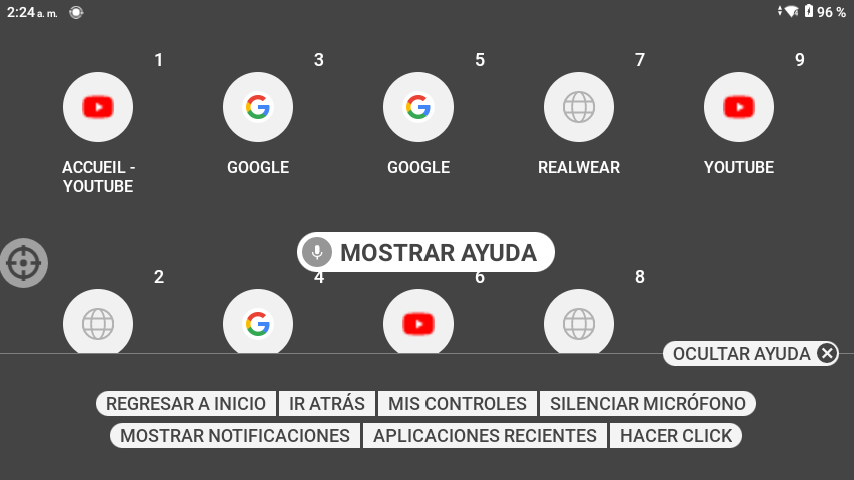 2:24 a. m.
96 %
1
3
5
7
9
ACCUEIL -
YOUTUBE
GOOGLE
GOOGLE
REALWEAR
YOUTUBE
MOSTRAR AYUDA
2
4
6
8
OCULTAR AYUDA
REGRESAR A INICIO
IR ATRÁS
MIS CONTROLES
SILENCIAR MICRÓFONO
MOSTRAR NOTIFICACIONES
APLICACIONES RECIENTES
HACER CLICK